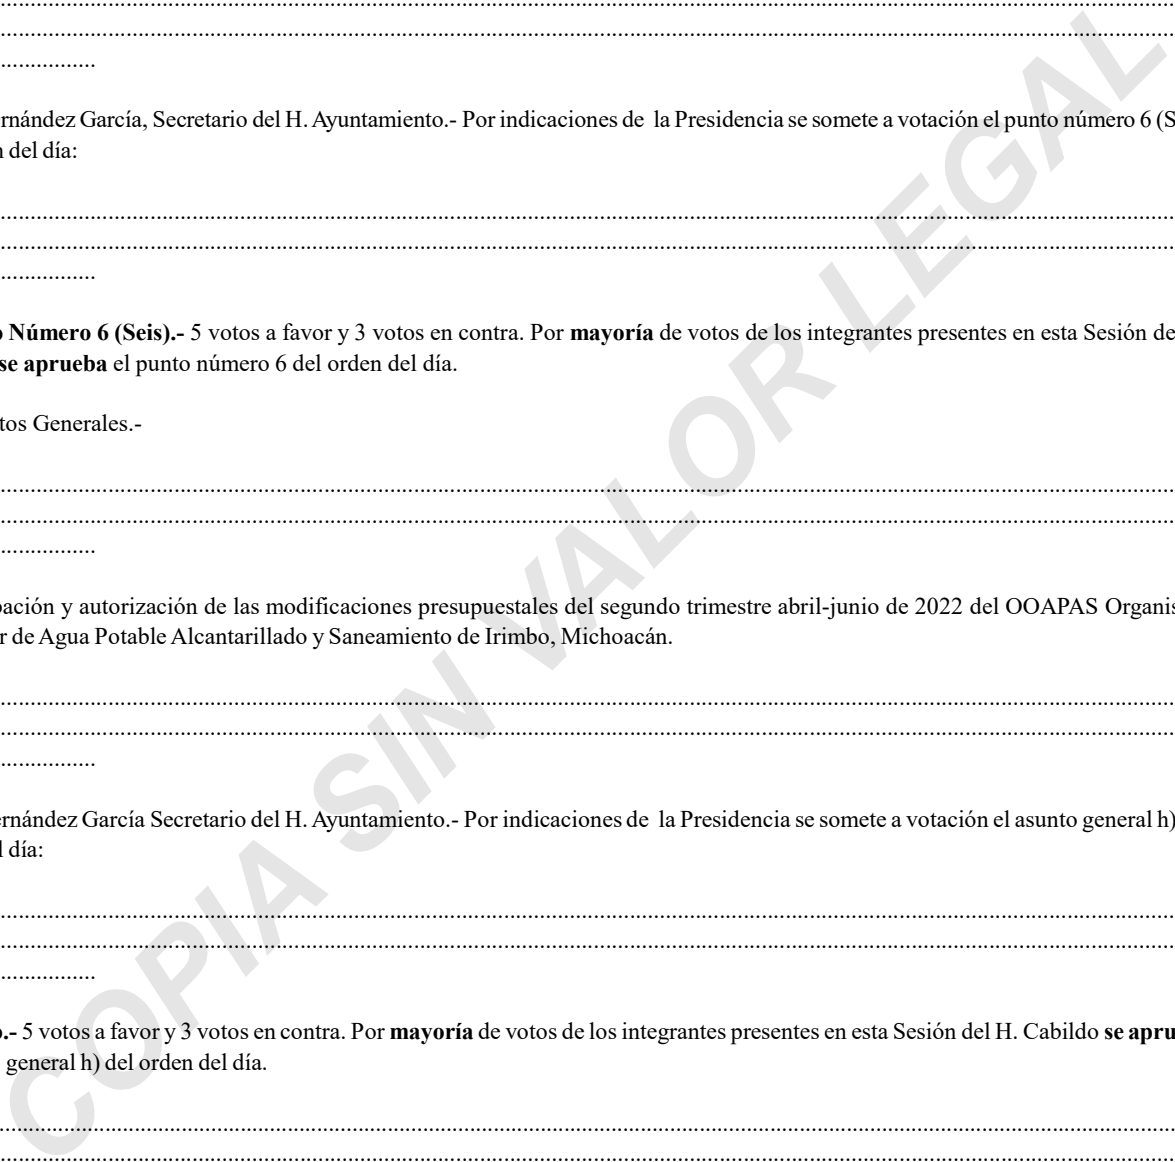 ........................................................................................................................
........................................................................................................................
.................
rnández García, Secretario del H. Ayuntamiento.- Por indicaciones de la Presidencia se somete a votación el punto número 6 (S
del día:
........................................................................................................................
........................................................................................................................
.................
Número 6 (Seis).- 5 votos a favor y 3 votos en contra. Por mayoría de votos de los integrantes presentes en esta Sesión de
se aprueba el punto número 6 del orden del día.
tos Generales.-
........................................................................................................................
........................................................................................................................
.................
bación y autorización de las modificaciones presupuestales del segundo trimestre abril-junio de 2022 del OOAPAS Organis
r de Agua Potable Alcantarillado y Saneamiento de Irimbo, Michoacán.
........................................................................................................................
........................................................................................................................
.................
ernández García Secretario del H. Ayuntamiento.- Por indicaciones de la Presidencia se somete a votación el asunto general h)
l día:
........................................................................................................................
........................................................................................................................
.................
o.- 5 votos a favor y 3 votos en contra. Por mayoría de votos de los integrantes presentes en esta Sesión del H. Cabildo se apru
general h) del orden del día.
........................................................................................................................
........................................................................................................................
COPIA SIN VALOR LEGAL